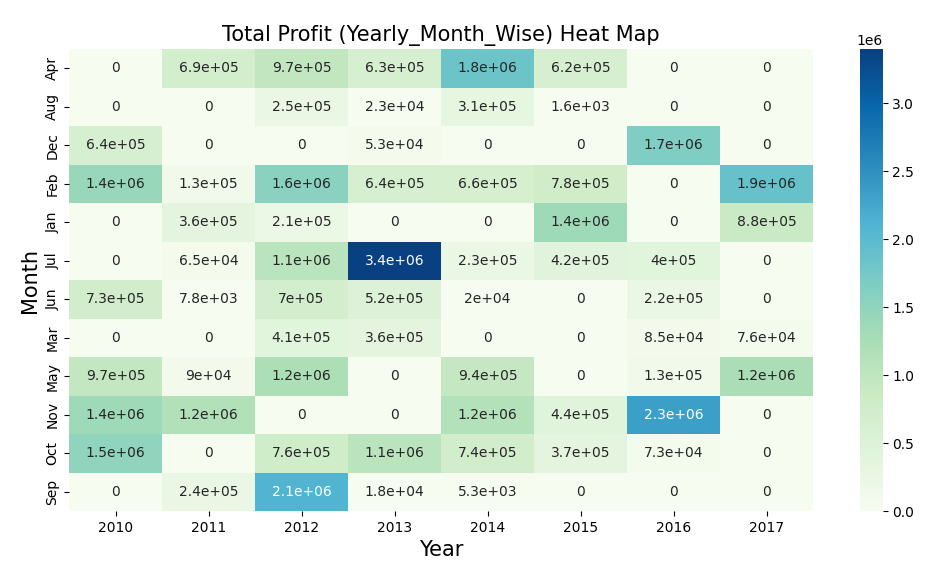 Total Profit (Yearly_Month_Wise) Heat Map
1e6
Apr 0 6.9e+05 9.7e+05 6.3e+05 1.8e+06 6.2e+05 0 0
Aug 0 0 2.5e+05 2.3e+04 3.1e+05 1.6e+03 0 0
3.0
Dec 6.4e+05 0 0 5.3e+04 0 0 1.7e+06 0
Feb 1.4e+06 1.3e+05 1.6e+06 6.4e+05 6.6e+05 7.8e+05 0 1.9e+06
2.5
Jan 0 3.6e+05 2.1e+05 0 0 1.4e+06 0 8.8e+05
2.0
Jul 0 6.5e+04 1.1e+06 3.4e+06 2.3e+05 4.2e+05 4e+05 0
Month
Jun 7.3e+05 7.8e+03 7e+05 5.2e+05 2e+04 0 2.2e+05 0
1.5
Mar 0 0 4.1e+05 3.6e+05 0 0 8.5e+04 7.6e+04
May 9.7e+05 9e+04 1.2e+06 0 9.4e+05 0 1.3e+05 1.2e+06
1.0
Nov 1.4e+06 1.2e+06 0 0 1.2e+06 4.4e+05 2.3e+06 0
0.5
Oct 1.5e+06 0 7.6e+05 1.1e+06 7.4e+05 3.7e+05 7.3e+04 0
Sep 0 2.4e+05 2.1e+06 1.8e+04 5.3e+03 0 0 0
0.0
2010 2011 2012 2013 2014 2015 2016 2017
Year